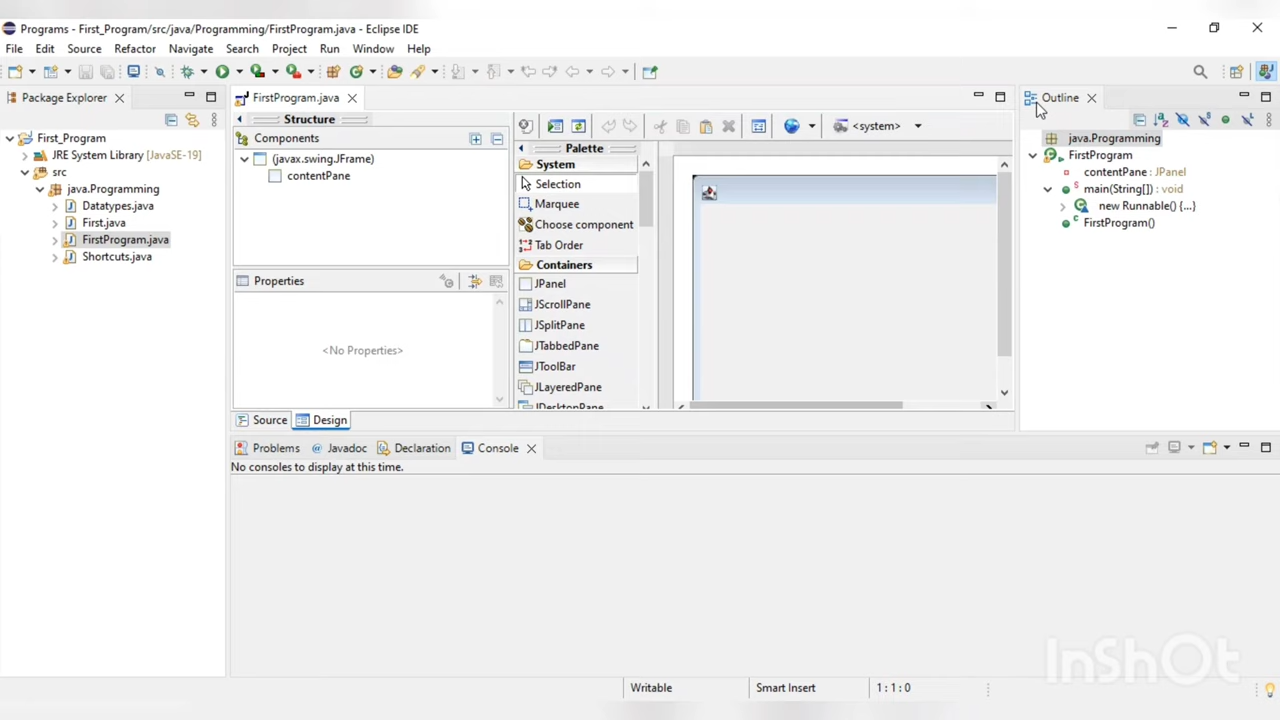 Programs - First_Program/src/java/Programming/FirstProgram.java - Eclipse IDE
File Edit Source Refactor Navigate Search Project Run Window Help
Package Explorer
First_Program
JRE System Library [JavaSE-19]
src
java.Programming
Datatypes.java
First.java
FirstProgram.java
Shortcuts.java
FirstProgram.java
Structure
Components
(javax.swing.JFrame)
contentPane
Properties
<No Properties>
Source Design
<system>
Palette
System
Selection
Marquee
Choose component
Tab Order
Containers
JPanel
JScrollPane
JSplitPane
JTabbedPane
JToolBar
JLayeredPane
JDesktopPane
Outline
java.Programming
FirstProgram
contentPane : JPanel
main(String[]) : void
new Runnable() {...}
FirstProgram()
Problems @ Javadoc Declaration Console
No consoles to display at this time.
Writable Smart Insert 1 : 1 : 0
InShOt